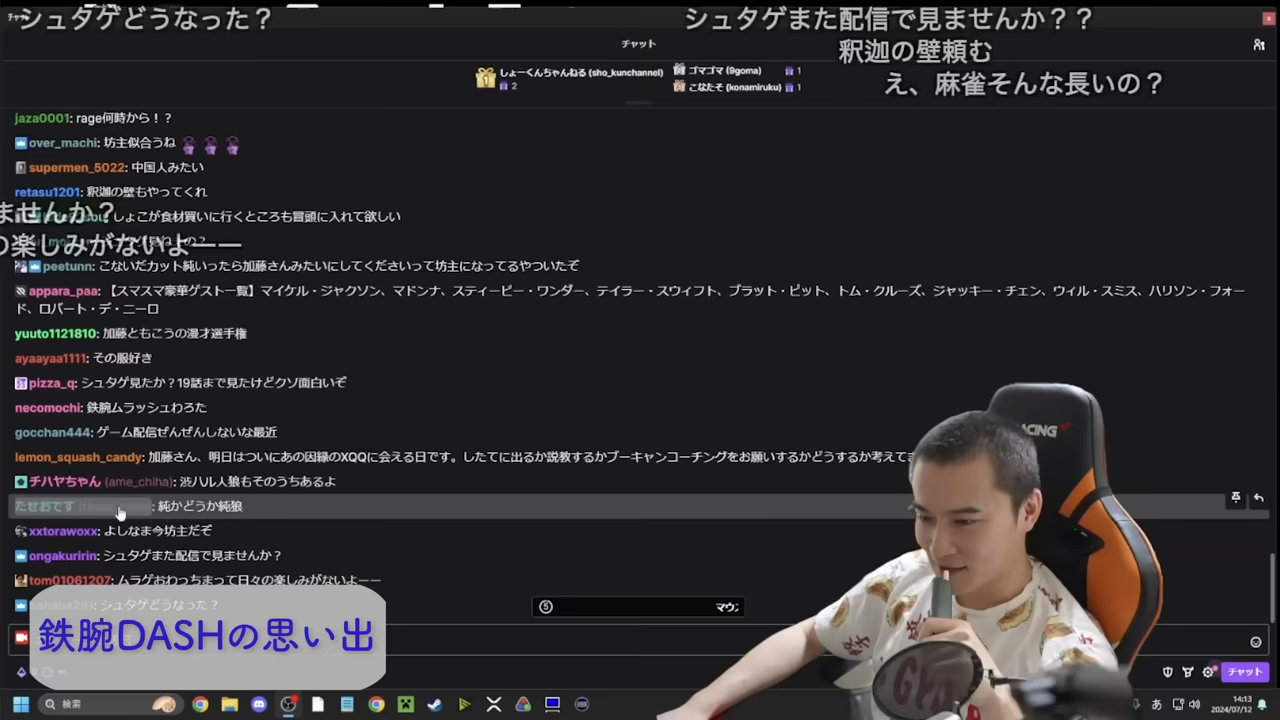 シュタゲどうなった？
シュタゲまた配信で見ませんか？？
チャット
釈迦の壁頼む
え、麻雀そんな長いの？
しょーくんちゃんねる (sho_kunchannel)
2
ゴマゴマ (9goma)
1
こなたそ (konamiruku)
1
jaza0001: rage何時から！？
over_machi: 坊主似合うね
supermen_5022: 中国人みたい
retasu1201: 釈迦の壁もやってくれ
ませんか？
しょこが食材買いに行くところも冒頭に入れて欲しい
の楽しみがないよーー
peetunn: こないだカット純いったら加藤さんみたいにしてくださいって坊主になってるやついたぞ
appara_paa: 【スマスマ豪華ゲスト一覧】マイケル・ジャクソン、マドンナ、スティービー・ワンダー、テイラー・スウィフト、ブラット・ピット、トム・クルーズ、ジャッキー・チェン、ウィル・スミス、ハリソン・フォー
ド、ロバート・デ・ニーロ
yuuto1121810: 加藤ともこうの漫才選手権
ayaayaa1111: その服好き
pizza_q: シュタゲ見たか？19話まで見たけどクソ面白いぞ
necomochi: 鉄腕ムラッシュわろた
gocchan444: ゲーム配信ぜんぜんしないな最近
lemon_squash_candy: 加藤さん、明日はついにあの因縁のXQQに会える日です。したてに出るか説教するかブーキャンコーチングをお願いするかどうするか考えてま
チハヤちゃん (ame_chiha): 渋ハル人狼もそのうちあるよ
たせおです : 純かどうか純狼
xxtorawoxx: よしなま今坊主だぞ
ongakuririn: シュタゲまた配信で見ませんか？
tom01061207: ムラゲおわっちまって日々の楽しみがないよーー
シュタゲどうなった？
⑤ マウ
鉄腕DASHの思い出
チャット
検索
あ
14:13
2024/07/12